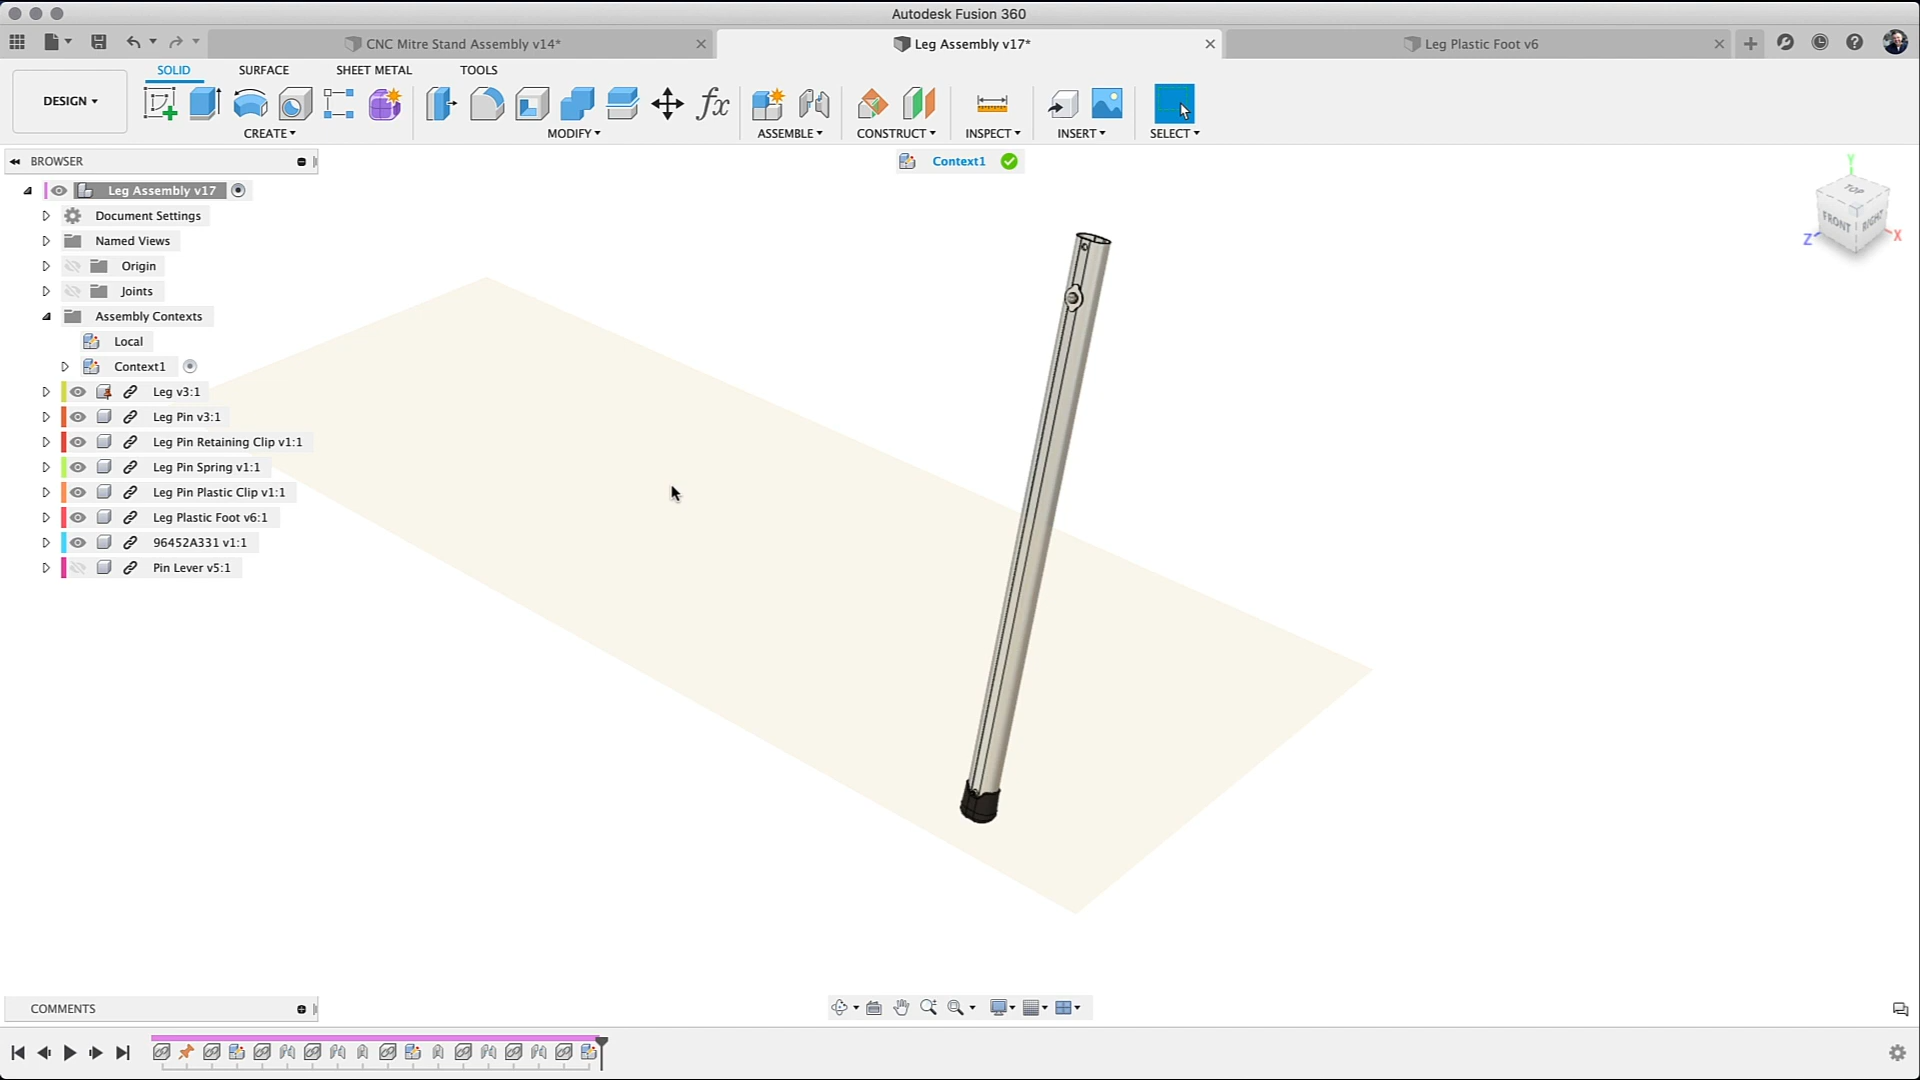 Autodesk Fusion 360
CNC Mitre Stand Assembly v14*
Leg Assembly v17*
Leg Plastic Foot v6
SOLID
SURFACE
SHEET METAL
TOOLS
DESIGN
fx
CREATE
MODIFY
ASSEMBLE
CONSTRUCT
INSPECT
INSERT
SELECT
BROWSER
Context1
Leg Assembly v17
Document Settings
Named Views
Origin
Joints
Assembly Contexts
Local
Context1
Leg v3:1
Leg Pin v3:1
Leg Pin Retaining Clip v1:1
Leg Pin Spring v1:1
Leg Pin Plastic Clip v1:1
Leg Plastic Foot v6:1
96452A331 v1:1
Pin Lever v5:1
Y
TOP
FRONT
RIGHT
Z
X
COMMENTS